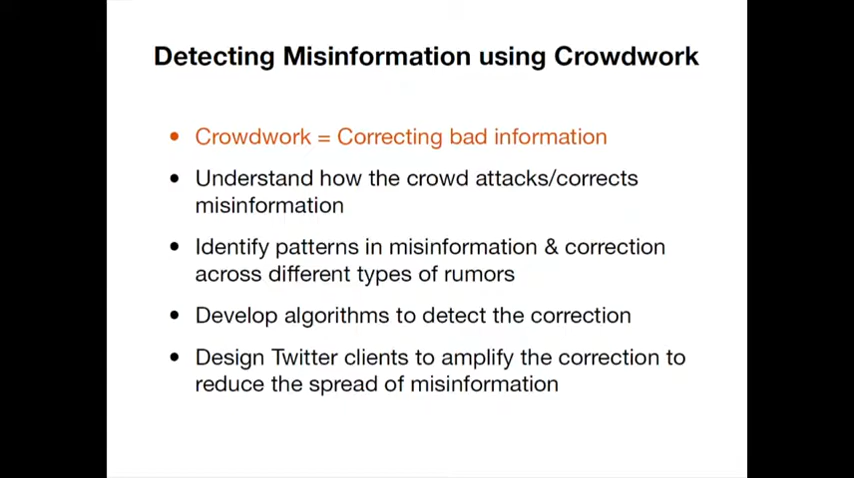 Detecting Misinformation using Crowdwork
• Crowdwork = Correcting bad information
• Understand how the crowd attacks/corrects
misinformation
• Identify patterns in misinformation & correction
across different types of rumors
• Develop algorithms to detect the correction
• Design Twitter clients to amplify the correction to
reduce the spread of misinformation